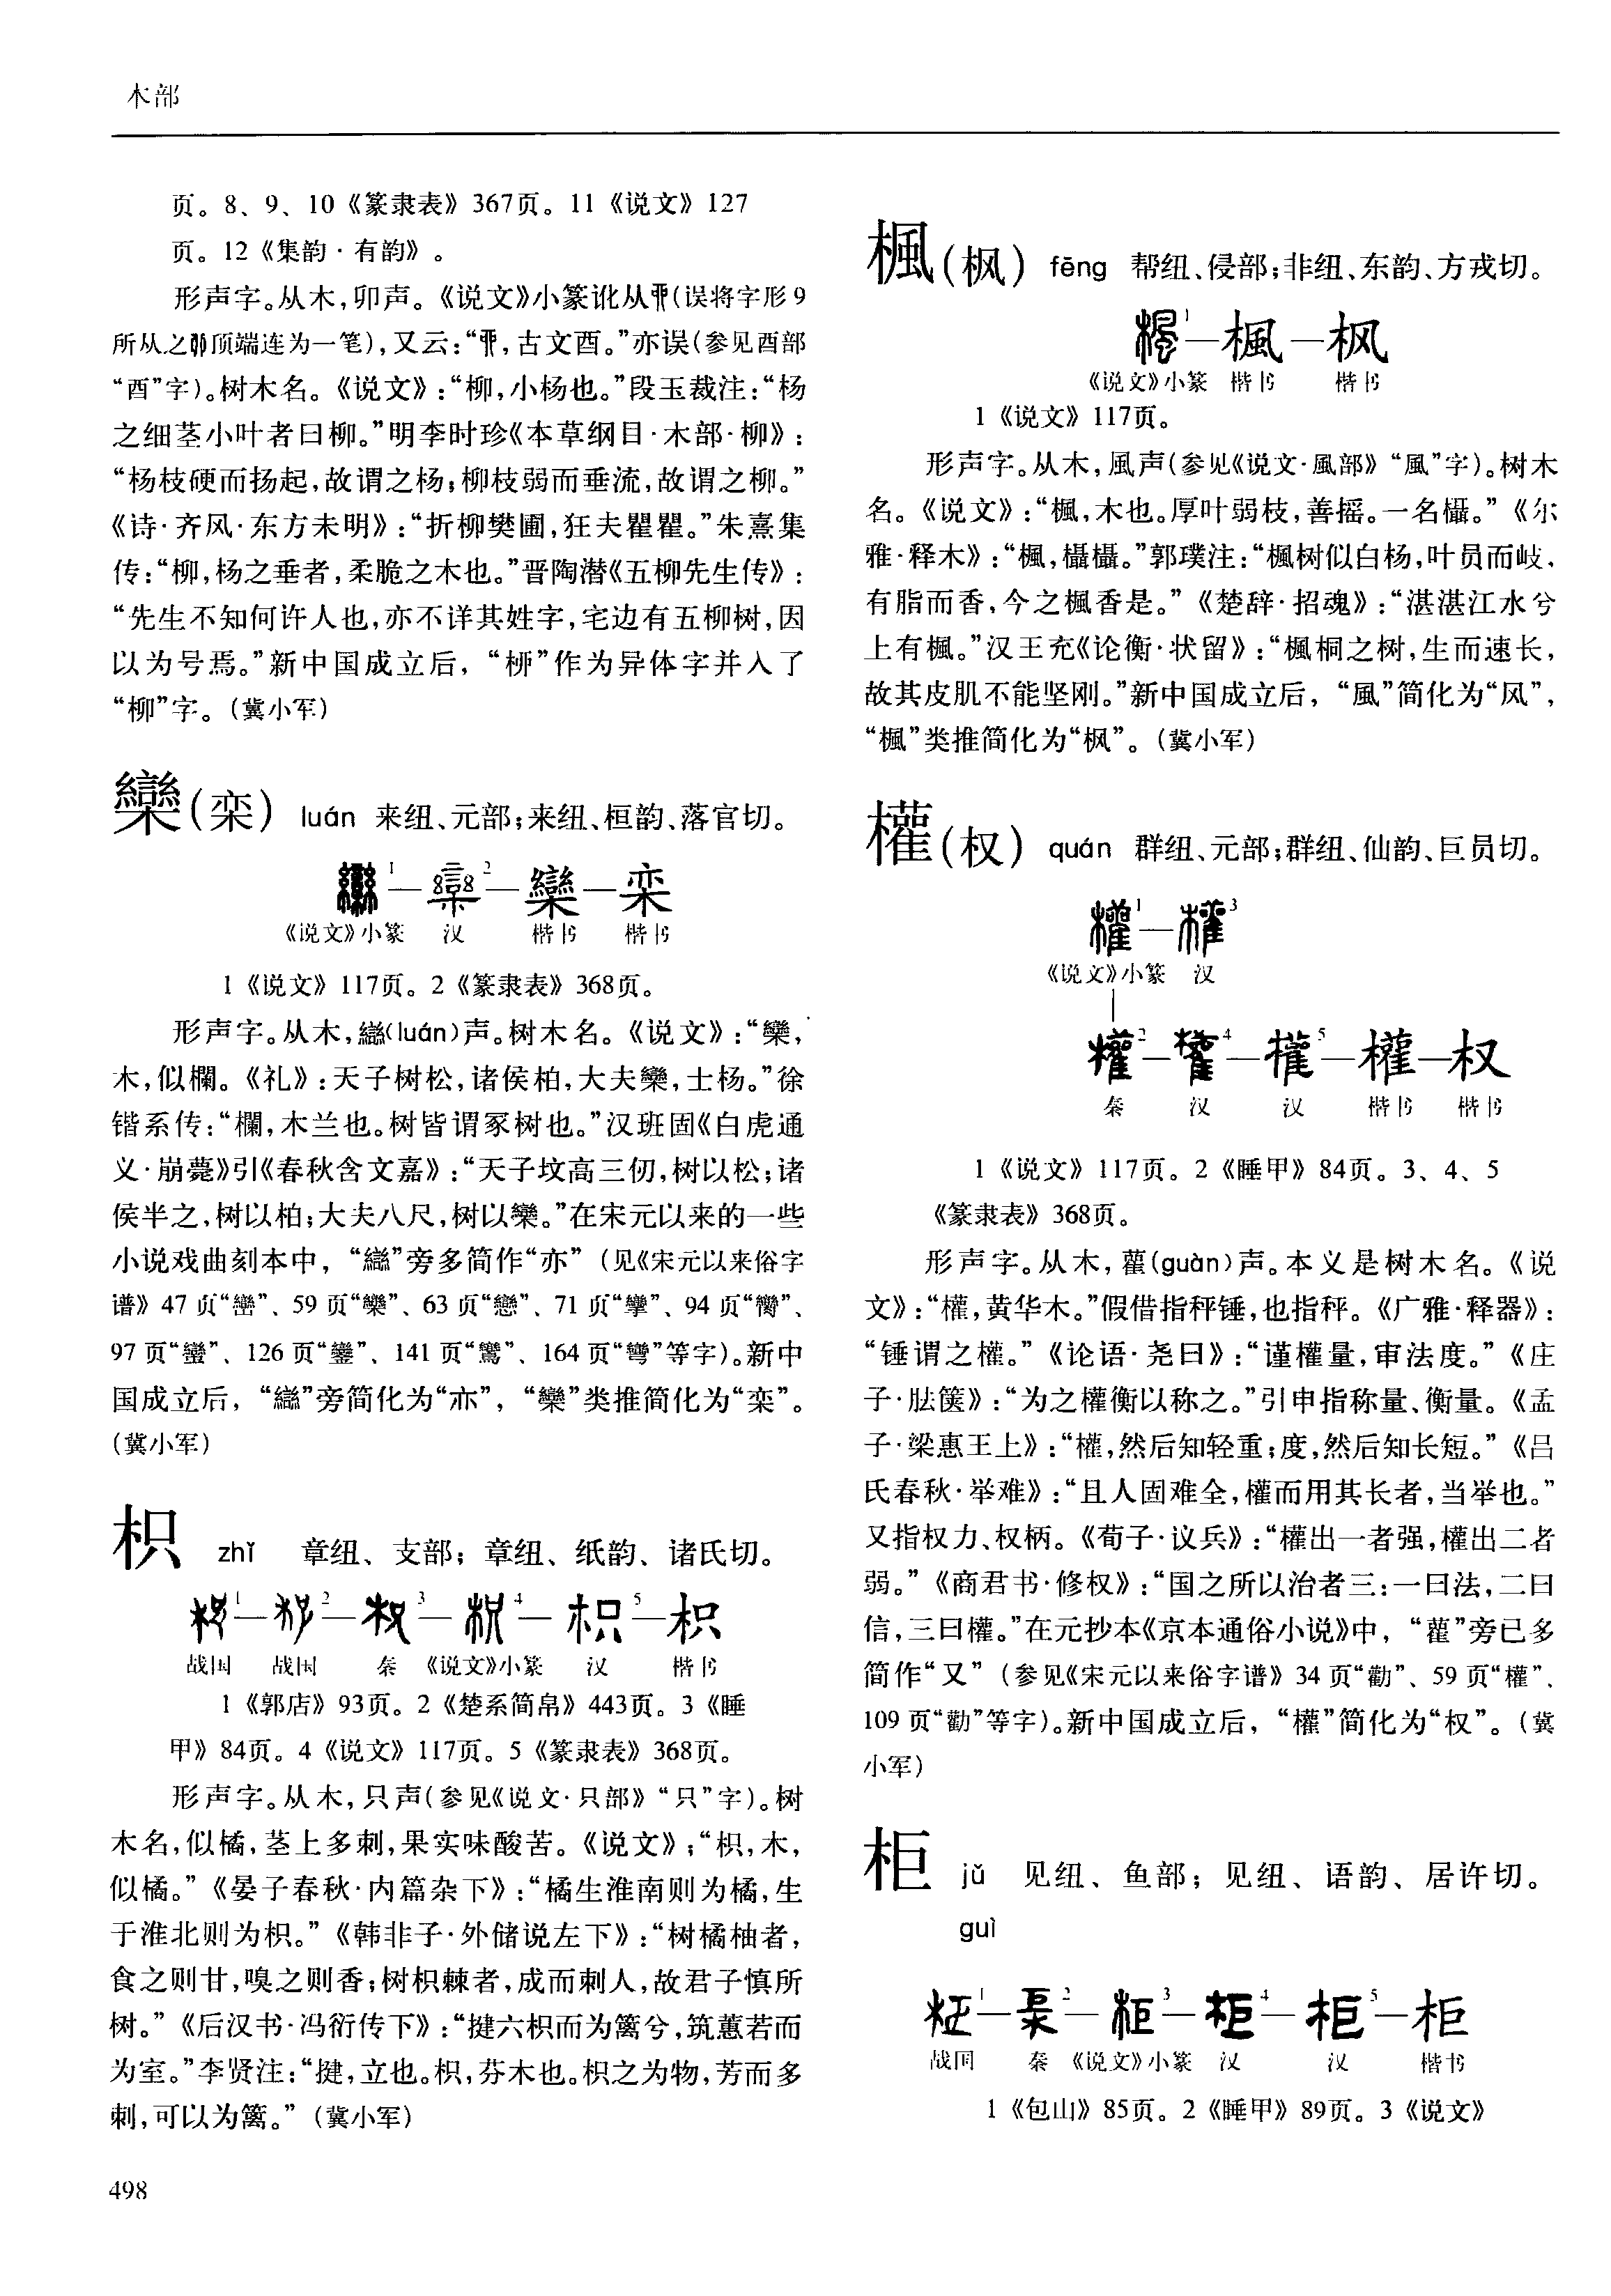 木部
页。8、9、10《篆隶表》367页。11《说文》127
页。12《集韵·有韵》。
形声字。从木,卯声。《说文》小篆讹从丣(误将字形9
所从之顶端连为一笔),又云:“丣,古文酉。”亦误(参见酉部
“酉”字)。树木名。《说文》:“柳,小杨也。”段玉裁注:“杨
之细茎小叶者曰柳。”明李时珍《本草纲目·木部·柳》:
“杨枝硬而扬起,故谓之杨;柳枝弱而垂流,故谓之柳。”
《诗·齐风·东方未明》:“折柳樊圃,狂夫瞿瞿。”朱熹集
传:“柳,杨之垂者,柔脆之木也。”晋陶潜《五柳先生传》:
“先生不知何许人也,亦不详其姓字,宅边有五柳树,因
以为号焉。”新中国成立后,“桺”作为异体字并入了
“柳”字。(冀小军)
欒(栾) luán 来纽、元部;来纽、桓韵、落官切。
1 — 2 — 欒 — 栾
《说文》小篆 汉 楷书 楷书
1《说文》117页。2《篆隶表》368页。
形声字。从木,䜌(luán)声。树木名。《说文》:“欒,
木,似欄。《礼》:天子树松,诸侯柏,大夫欒,士杨。”徐
锴系传:“欄,木兰也。树皆谓冢树也。”汉班固《白虎通
义·崩薨》引《春秋含文嘉》:“天子坟高三仞,树以松;诸
侯半之,树以柏;大夫八尺,树以欒。”在宋元以来的一些
小说戏曲刻本中,“䜌”旁多简作“亦”(见《宋元以来俗字
谱》47页“巒”、59页“欒”、63页“戀”、71页“攣”、94页“臠”、
97页“蠻”、126页“鑾”、141页“鸞”、164页“彎”等字)。新中
国成立后,“䜌”旁简化为“亦”,“欒”类推简化为“栾”。
(冀小军)
枳 zhǐ 章纽、支部;章纽、纸韵、诸氏切。
1 — 2 — 3 — 4 — 5 — 枳
战国 战国 秦 《说文》小篆 汉 楷书
1《郭店》93页。2《楚系简帛》443页。3《睡
甲》84页。4《说文》117页。5《篆隶表》368页。
形声字。从木,只声(参见《说文·只部》“只”字)。树
木名,似橘,茎上多刺,果实味酸苦。《说文》;“枳,木,
似橘。”《晏子春秋·内篇杂下》:“橘生淮南则为橘,生
于淮北则为枳。”《韩非子·外储说左下》:“树橘柚者,
食之则甘,嗅之则香;树枳棘者,成而刺人,故君子慎所
树。”《后汉书·冯衍传下》:“揵六枳而为篱兮,筑蕙若而
为室。”李贤注:“揵,立也。枳,芬木也。枳之为物,芳而多
刺,可以为篱。”(冀小军)
498
楓(枫) fēng 帮纽、侵部;非纽、东韵、方戎切。
1 — 楓 — 枫
《说文》小篆 楷书 楷书
1《说文》117页。
形声字。从木,風声(参见《说文·風部》“風”字)。树木
名。《说文》:“楓,木也。厚叶弱枝,善摇。一名欇。”《尔
雅·释木》:“楓,欇欇。”郭璞注:“楓树似白杨,叶员而岐,
有脂而香,今之楓香是。”《楚辞·招魂》:“湛湛江水兮
上有楓。”汉王充《论衡·状留》:“楓桐之树,生而速长,
故其皮肌不能坚刚。”新中国成立后,“風”简化为“风”,
“楓”类推简化为“枫”。(冀小军)
權(权) quán 群纽、元部;群纽、仙韵、巨员切。
1 — 3
《说文》小篆 汉
2 — 4 — 5 — 權 — 权
秦 汉 汉 楷书 楷书
1《说文》117页。2《睡甲》84页。3、4、5
《篆隶表》368页。
形声字。从木,雚(guàn)声。本义是树木名。《说
文》:“權,黄华木。”假借指秤锤,也指秤。《广雅·释器》:
“锤谓之權。”《论语·尧曰》:“谨權量,审法度。”《庄
子·胠箧》:“为之權衡以称之。”引申指称量、衡量。《孟
子·梁惠王上》:“權,然后知轻重;度,然后知长短。”《吕
氏春秋·举难》:“且人固难全,權而用其长者,当举也。”
又指权力、权柄。《荀子·议兵》:“權出一者强,權出二者
弱。”《商君书·修权》:“国之所以治者三:一曰法,二曰
信,三曰權。”在元抄本《京本通俗小说》中,“雚”旁已多
简作“又”(参见《宋元以来俗字谱》34页“勸”、59页“權”、
109页“勸”等字)。新中国成立后,“權”简化为“权”。(冀
小军)
柜 jǔ 见纽、鱼部;见纽、语韵、居许切。
guì
1 — 2 — 3 — 4 — 5 — 柜
战国 秦 《说文》小篆 汉 汉 楷书
1《包山》85页。2《睡甲》89页。3《说文》